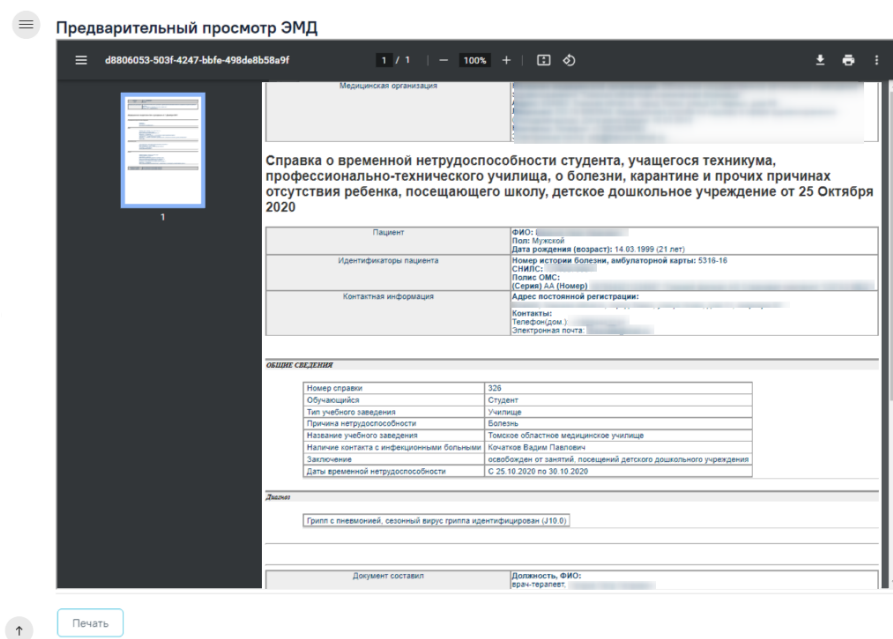 Предварительный просмотр ЭМД
d8806053-503f-4247-bbfe-498de8b58a9f
1 / 1
100%
1
Медицинская организация
Справка о временной нетрудоспособности студента, учащегося техникума,
профессионально-технического училища, о болезни, карантине и прочих причинах
отсутствия ребенка, посещающего школу, детское дошкольное учреждение от 25 Октября
2020
Пациент
ФИО:
Пол: Мужской
Дата рождения (возраст): 14.03.1999 (21 лет)
Идентификаторы пациента
Номер истории болезни, амбулаторной карты: 5316-16
СНИЛС:
Полис ОМС:
(Серия) АА (Номер)
Контактная информация
Адрес постоянной регистрации:
Контакты:
Телефон(дом.)
Электронная почта:
ОБЩИЕ СВЕДЕНИЯ
Номер справки 326
Обучающийся Студент
Тип учебного заведения Училище
Причина нетрудоспособности Болезнь
Название учебного заведения Томское областное медицинское училище
Наличие контакта с инфекционными больными Кочатков Вадим Павлович
Заключение освобожден от занятий, посещений детского дошкольного учреждения
Даты временной нетрудоспособности С 25.10.2020 по 30.10.2020
Диагноз
Грипп с пневмонией, сезонный вирус гриппа идентифицирован (J10.0)
Документ составил
Должность, ФИО:
врач-терапевт,
Печать